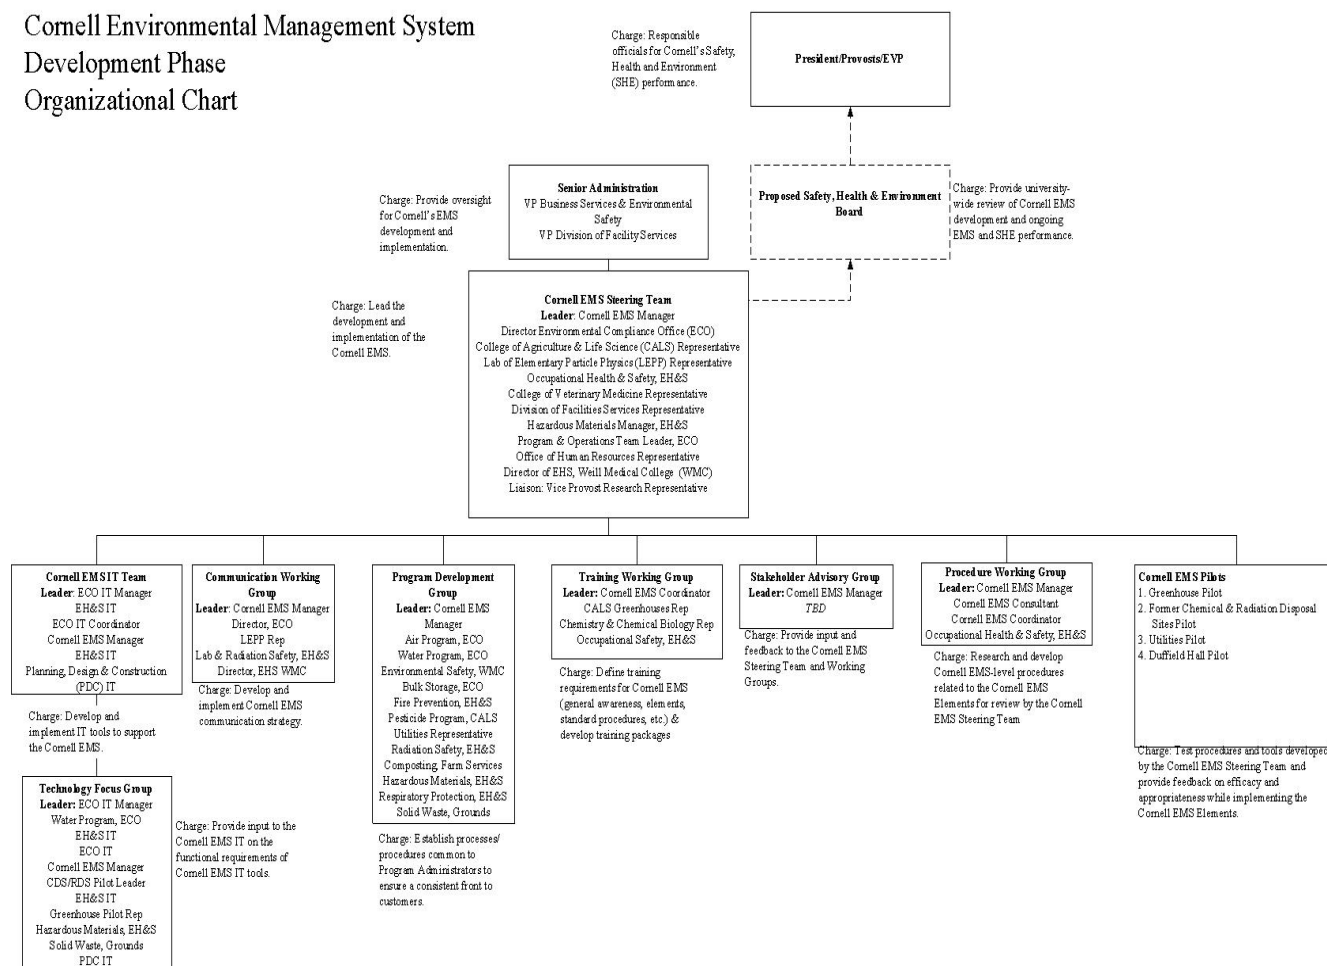 Cornell Environmental Management System
Development Phase
Organizational Chart
Charge: Responsible
officials for Cornell's Safety,
Health and Environment
(SHE) performance.
President/Provosts/EVP
Charge: Provide oversight
for Cornell's EMS
development and
implementation.
Senior Administration
VP Business Services & Environmental
Safety
VP Division of Facility Services
Proposed Safety, Health & Environment
Board
Charge: Provide university-
wide review of Cornell EMS
development and ongoing
EMS and SHE performance.
Charge: Lead the
development and
implementation of the
Cornell EMS.
Cornell EMS Steering Team
Leader: Cornell EMS Manager
Director Environmental Compliance Office (ECO)
College of Agriculture & Life Science (CALS) Representative
Lab of Elementary Particle Physics (LEPP) Representative
Occupational Health & Safety, EH&S
College of Veterinary Medicine Representative
Division of Facilities Services Representative
Hazardous Materials Manager, EH&S
Program & Operations Team Leader, ECO
Office of Human Resources Representative
Director of EHS, Weill Medical College (WMC)
Liaison: Vice Provost Research Representative
Cornell EMS IT Team
Leader: ECO IT Manager
EH&S IT
ECO IT Coordinator
Cornell EMS Manager
EH&S IT
Planning, Design & Construction
(PDC) IT
Charge: Develop and
implement IT tools to support
the Cornell EMS.
Technology Focus Group
Leader: ECO IT Manager
Water Program, ECO
EH&S IT
ECO IT
Cornell EMS Manager
CDS/RDS Pilot Leader
EH&S IT
Greenhouse Pilot Rep
Hazardous Materials, EH&S
Solid Waste, Grounds
PDC IT
Charge: Provide input to the
Cornell EMS IT on the
functional requirements of
Cornell EMS IT tools.
Communication Working
Group
Leader: Cornell EMS Manager
Director, ECO
LEPP Rep
Lab & Radiation Safety, EH&S
Director, EHS WMC
Charge: Develop and
implement Cornell EMS
communication strategy.
Program Development
Group
Leader: Cornell EMS
Manager
Air Program, ECO
Water Program, ECO
Environmental Safety, WMC
Bulk Storage, ECO
Fire Prevention, EH&S
Pesticide Program, CALS
Utilities Representative
Radiation Safety, EH&S
Composting, Farm Services
Hazardous Materials, EH&S
Respiratory Protection, EH&S
Solid Waste, Grounds
Charge: Establish processes/
procedures common to
Program Administrators to
ensure a consistent front to
customers.
Training Working Group
Leader: Cornell EMS Coordinator
CALS Greenhouses Rep
Chemistry & Chemical Biology Rep
Occupational Safety, EH&S
Charge: Define training
requirements for Cornell EMS
(general awareness, elements,
standard procedures, etc.) &
develop training packages
Stakeholder Advisory Group
Leader: Cornell EMS Manager
TBD
Charge: Provide input and
feedback to the Cornell EMS
Steering Team and Working
Groups.
Procedure Working Group
Leader: Cornell EMS Manager
Cornell EMS Consultant
Cornell EMS Coordinator
Occupational Health & Safety, EH&S
Charge: Research and develop
Cornell EMS-level procedures
related to the Cornell EMS
Elements for review by the Cornell
EMS Steering Team
Cornell EMS Pilots
1. Greenhouse Pilot
2. Former Chemical & Radiation Disposal
Sites Pilot
3. Utilities Pilot
4. Duffield Hall Pilot
Charge: Test procedures and tools developed
by the Cornell EMS Steering Team and
provide feedback on efficacy and
appropriateness while implementing the
Cornell EMS Elements.